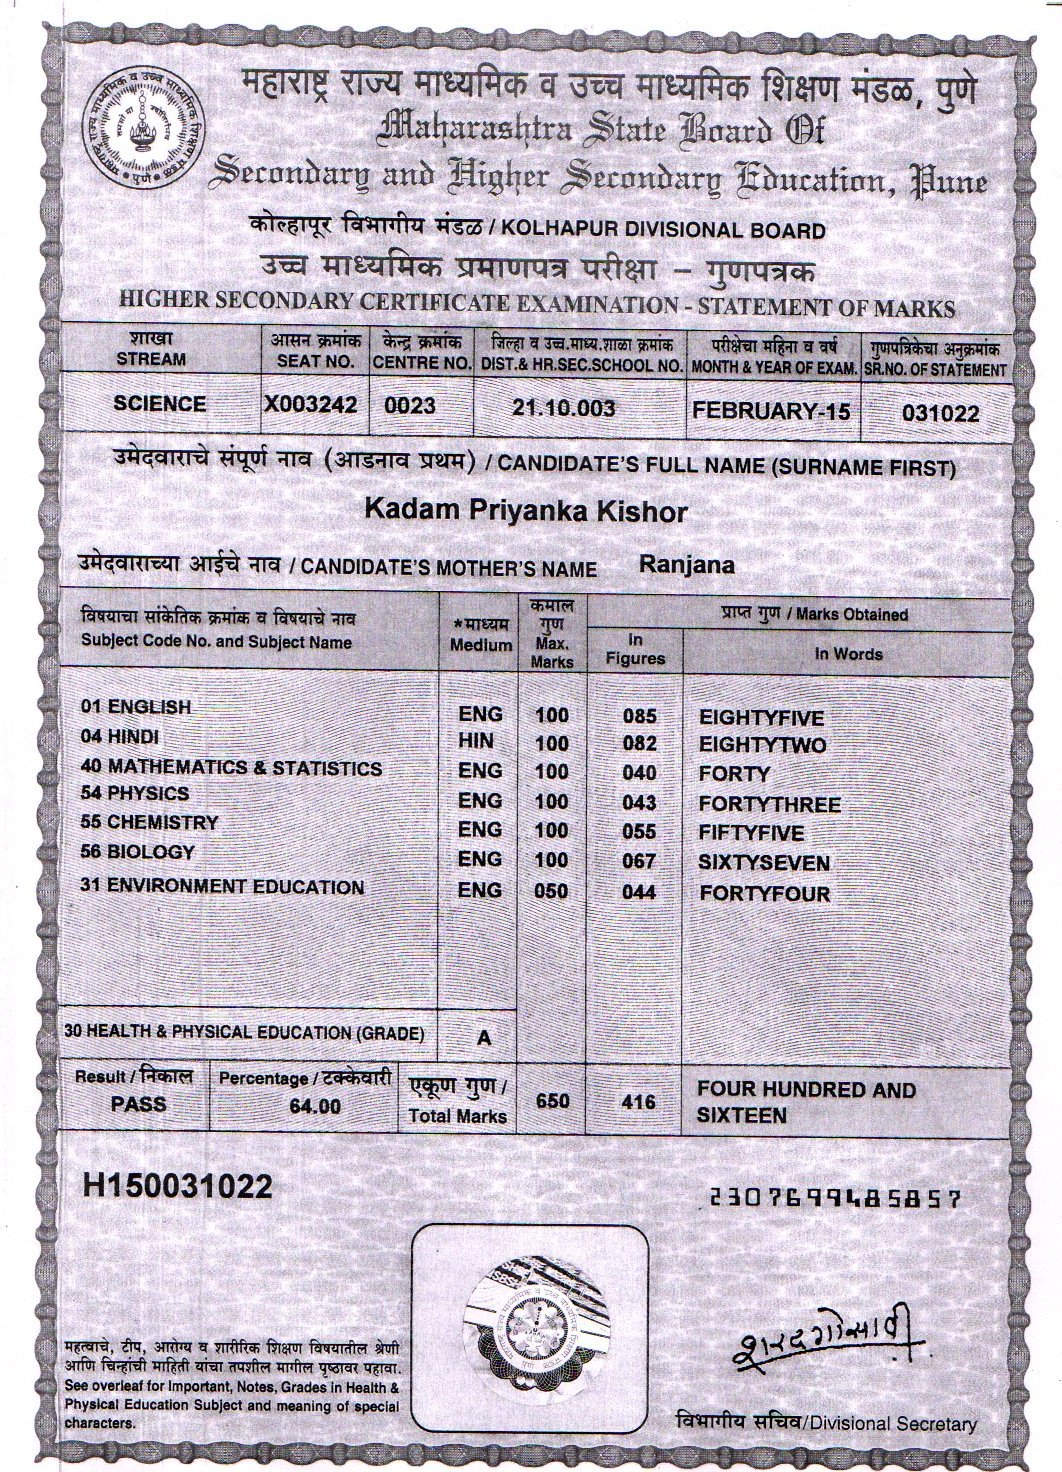 महाराष्ट्र राज्य माध्यमिक व उच्च माध्यमिक शिक्षण मंडळ, पुणे
Maharashtra State Board Of
Secondary and Higher Secondary Education, Pune
कोल्हापूर विभागीय मंडळ / KOLHAPUR DIVISIONAL BOARD
उच्च माध्यमिक प्रमाणपत्र परीक्षा – गुणपत्रक
HIGHER SECONDARY CERTIFICATE EXAMINATION - STATEMENT OF MARKS
शाखा आसन क्रमांक केन्द्र क्रमांक जिल्हा व उच्च.माध्य.शाळा क्रमांक परीक्षेचा महिना व वर्ष गुणपत्रिकेचा अनुक्रमांक
STREAM SEAT NO. CENTRE NO. DIST.& HR.SEC.SCHOOL NO. MONTH & YEAR OF EXAM. SR.NO. OF STATEMENT
SCIENCE X003242 0023 21.10.003 FEBRUARY-15 031022
उमेदवाराचे संपूर्ण नाव (आडनाव प्रथम) / CANDIDATE'S FULL NAME (SURNAME FIRST)
Kadam Priyanka Kishor
उमेदवाराच्या आईचे नाव / CANDIDATE'S MOTHER'S NAME Ranjana
विषयाचा सांकेतिक क्रमांक व विषयाचे नाव
Subject Code No. and Subject Name
*माध्यम
Medium
कमाल
गुण
Max.
Marks
प्राप्त गुण / Marks Obtained
In
Figures
In Words
01 ENGLISH ENG 100 085 EIGHTYFIVE
04 HINDI HIN 100 082 EIGHTYTWO
40 MATHEMATICS & STATISTICS ENG 100 040 FORTY
54 PHYSICS ENG 100 043 FORTYTHREE
55 CHEMISTRY ENG 100 055 FIFTYFIVE
56 BIOLOGY ENG 100 067 SIXTYSEVEN
31 ENVIRONMENT EDUCATION ENG 050 044 FORTYFOUR
30 HEALTH & PHYSICAL EDUCATION (GRADE) A
Result / निकाल
PASS
Percentage / टक्केवारी
64.00
एकूण गुण /
Total Marks
650
416
FOUR HUNDRED AND
SIXTEEN
H150031022
2307699485857
महत्वाचे, टीप, आरोग्य व शारीरिक शिक्षण विषयातील श्रेणी
आणि चिन्हांची माहिती यांचा तपशील मागील पृष्ठावर पहावा.
See overleaf for Important, Notes, Grades in Health &
Physical Education Subject and meaning of special
characters.
शरद गोसावी
विभागीय सचिव/Divisional Secretary